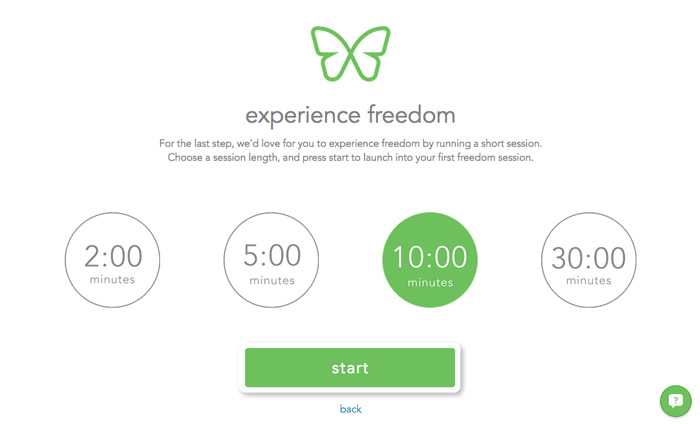 experience freedom
For the last step, we'd love for you to experience freedom by running a short session.
Choose a session length, and press start to launch into your first freedom session.
2:00
minutes
5:00
minutes
10:00
minutes
30:00
minutes
start
back
?